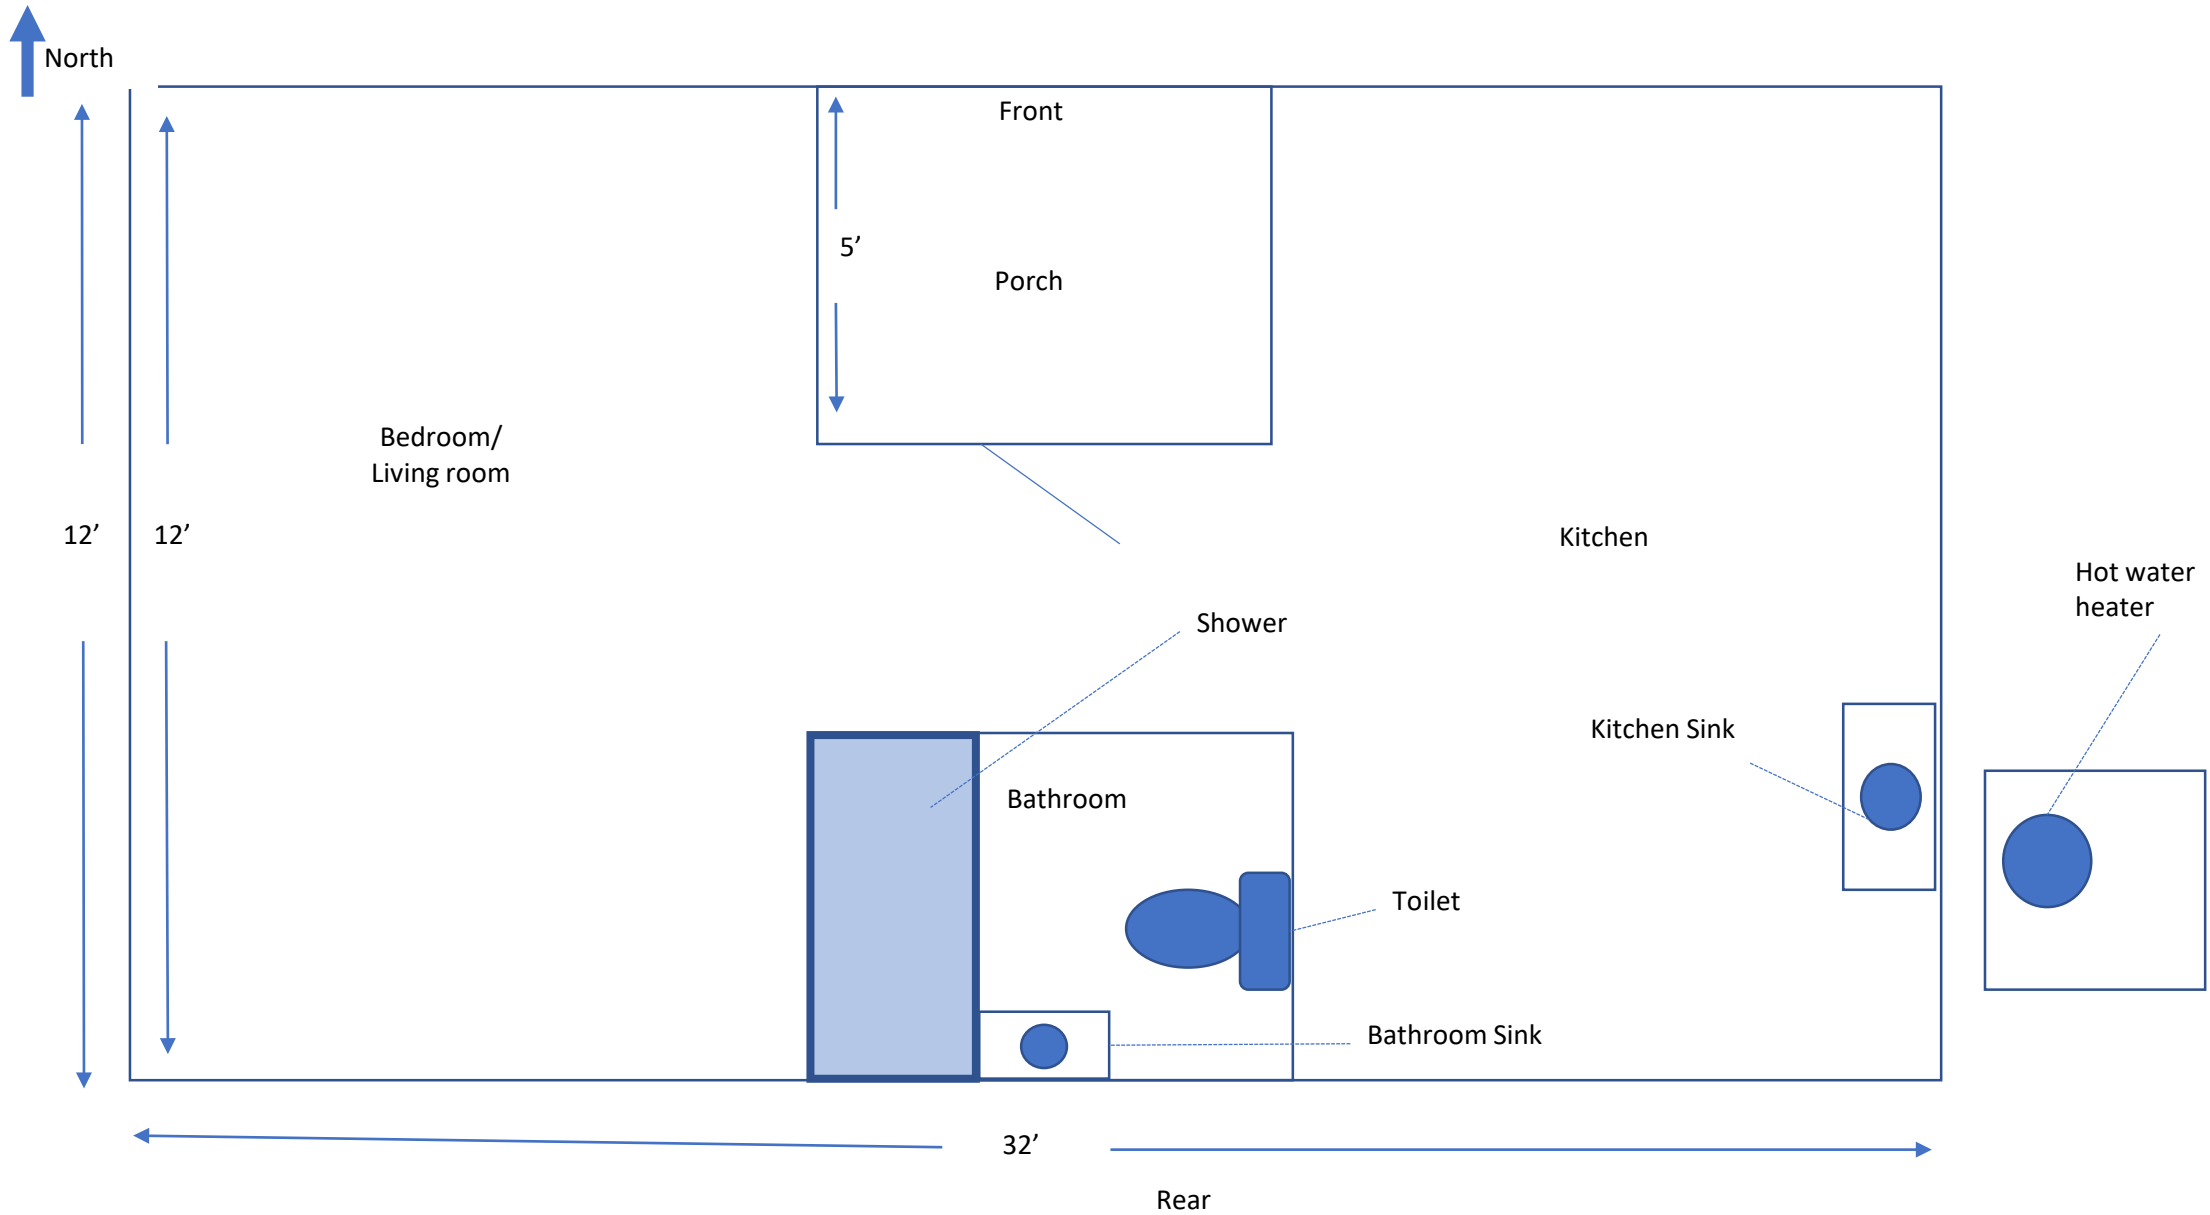 North
Front
5’
Porch
Bedroom/
Living room
12’
12’
Kitchen
Hot water
heater
Shower
Kitchen Sink
Bathroom
Toilet
Bathroom Sink
32’
Rear